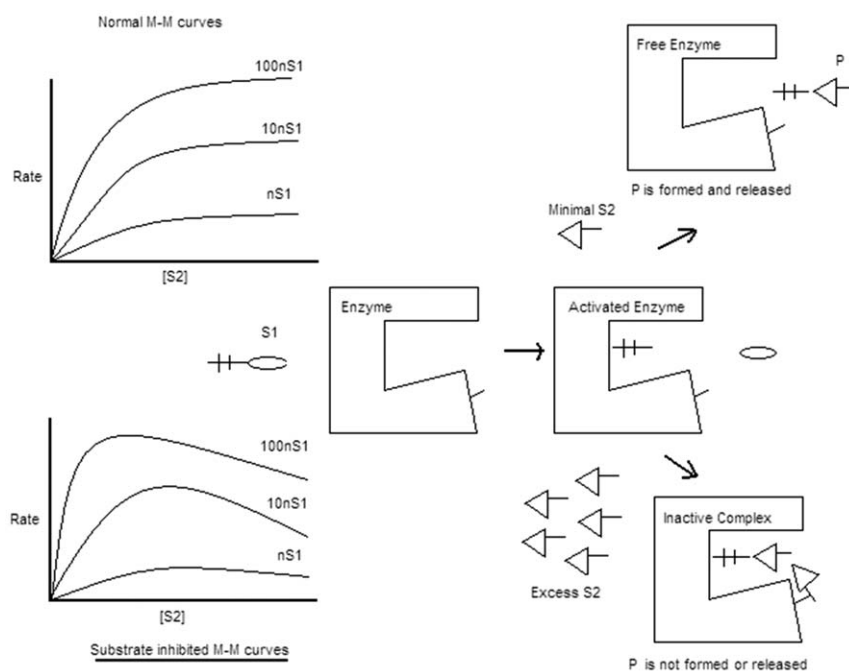 Normal M-M curves
100nS1
10nS1
nS1
Rate
[S2]
Free Enzyme
P
P is formed and released
Minimal S2
S1
Enzyme
Activated Enzyme
100nS1
10nS1
nS1
Rate
[S2]
Substrate inhibited M-M curves
Excess S2
Inactive Complex
P is not formed or released